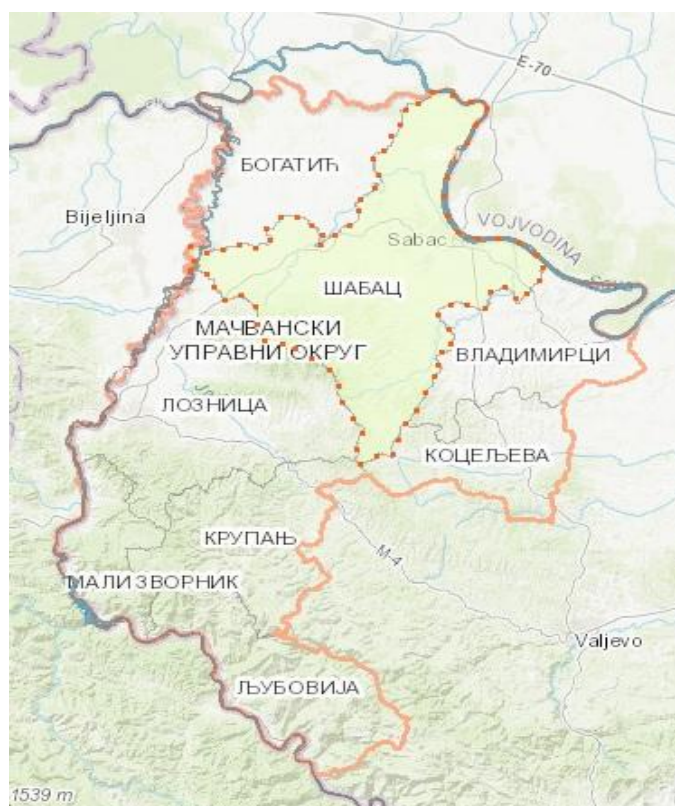 E-70
БОГАТИЋ
Bijeljina
VOJVODINA
Sabac
Sava
ШАБАЦ
МАЧВАНСКИ
УПРАВНИ ОКРУГ
ВЛАДИМИРЦИ
ЛОЗНИЦА
КОЦЕЉЕВА
КРУПАЊ
M-4
МАЛИ ЗВОРНИК
Valjevo
ЉУБОВИЈА
1539 m